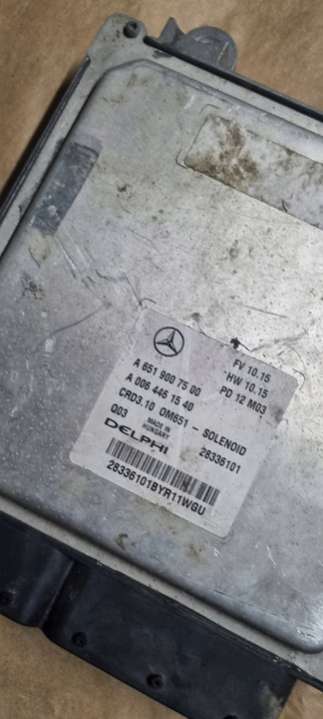 A 651 900 75 00
FV 10.15
A 006 446 15 40
HW 10.15
CRD3.10 OM651 - SOLENOID
PD 12 M03
Q03
MADE IN
HUNGARY
28336101
DELPHI
28336101BYR11WGU